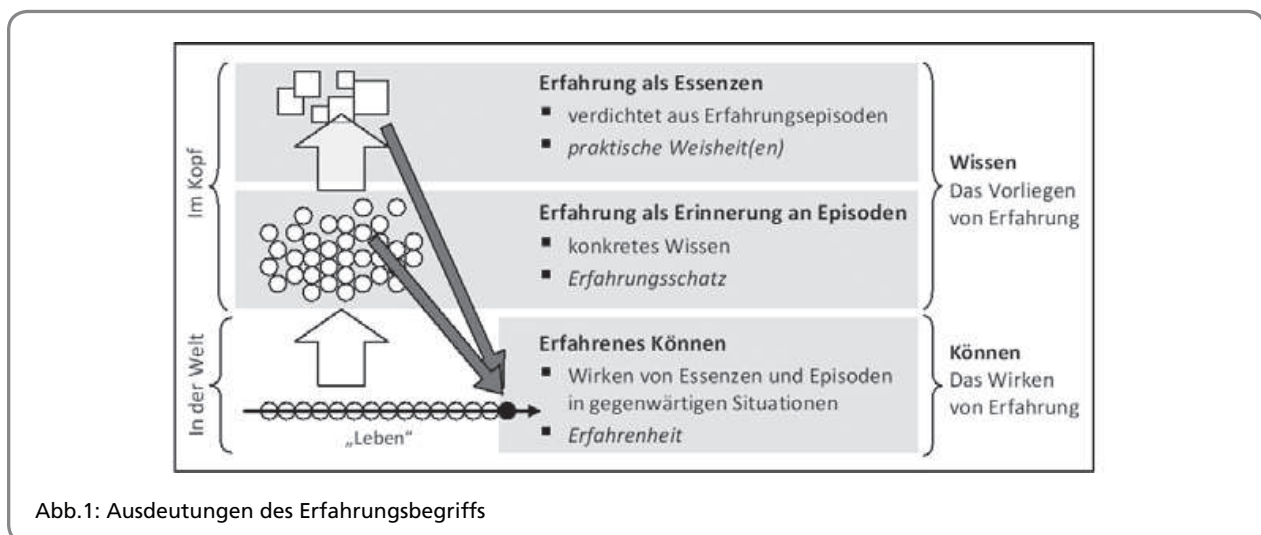 Im Kopf
Erfahrung als Essenzen
▪ verdichtet aus Erfahrungsepisoden
▪ praktische Weisheit(en)
Erfahrung als Erinnerung an Episoden
▪ konkretes Wissen
▪ Erfahrungsschatz
Wissen
Das Vorliegen
von Erfahrung
In der Welt
„Leben“
Erfahrenes Können
▪ Wirken von Essenzen und Episoden
in gegenwärtigen Situationen
▪ Erfahrenheit
Können
Das Wirken
von Erfahrung
Abb.1: Ausdeutungen des Erfahrungsbegriffs